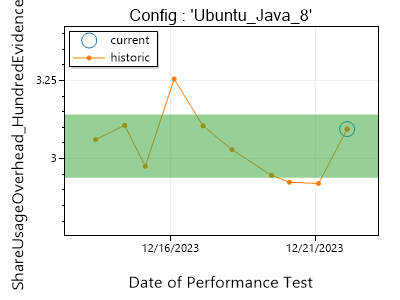 Config : 'Ubuntu_Java_8'
current
historic
ShareUsageOverhead_HundredEvidence
3.25
3
12/16/2023
12/21/2023
Date of Performance Test